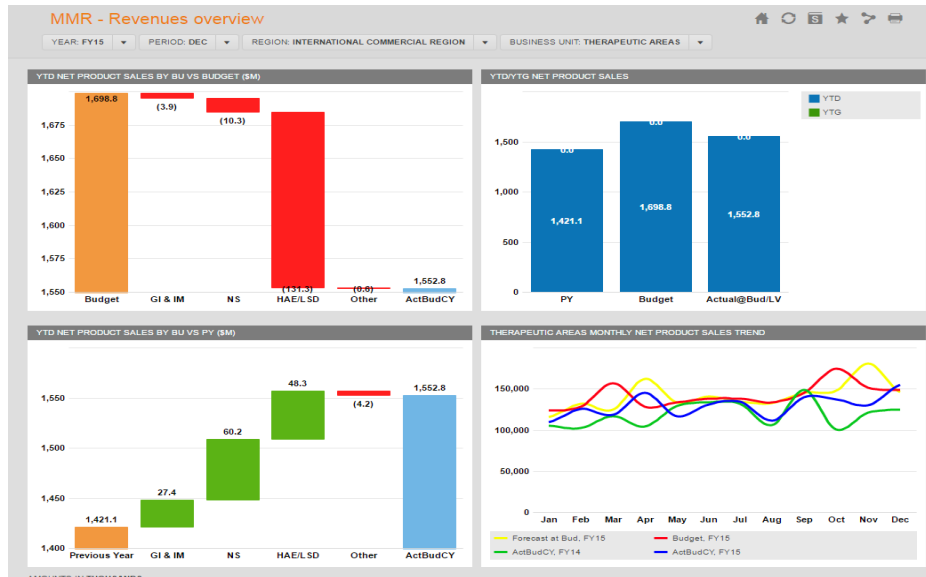 MMR - Revenues overview
YEAR: FY15 PERIOD: DEC REGION: INTERNATIONAL COMMERCIAL REGION BUSINESS UNIT: THERAPEUTIC AREAS
YTD NET PRODUCT SALES BY BU VS BUDGET ($M)
1,698.8
(3.9)
(10.3)
1,675
1,650
1,625
1,600
1,575
1,552.8
1,550
(131.3)
(0.6)
Budget GI & IM NS HAE/LSD Other ActBudCY
YTD/YTG NET PRODUCT SALES
YTD
YTG
0.0
0.0
0.0
1,500
1,000
500
0
1,421.1
1,698.8
1,552.8
PY Budget Actual@Bud/LV
YTD NET PRODUCT SALES BY BU VS PY ($M)
48.3
1,552.8
(4.2)
1,550
60.2
1,500
27.4
1,450
1,421.1
1,400
Previous Year GI & IM NS HAE/LSD Other ActBudCY
THERAPEUTIC AREAS MONTHLY NET PRODUCT SALES TREND
150,000
100,000
50,000
0
Jan Feb Mar Apr May Jun Jul Aug Sep Oct Nov Dec
Forecast at Bud, FY15 Budget, FY15
ActBudCY, FY14 ActBudCY, FY15
AMOUNTS IN THOUSANDS